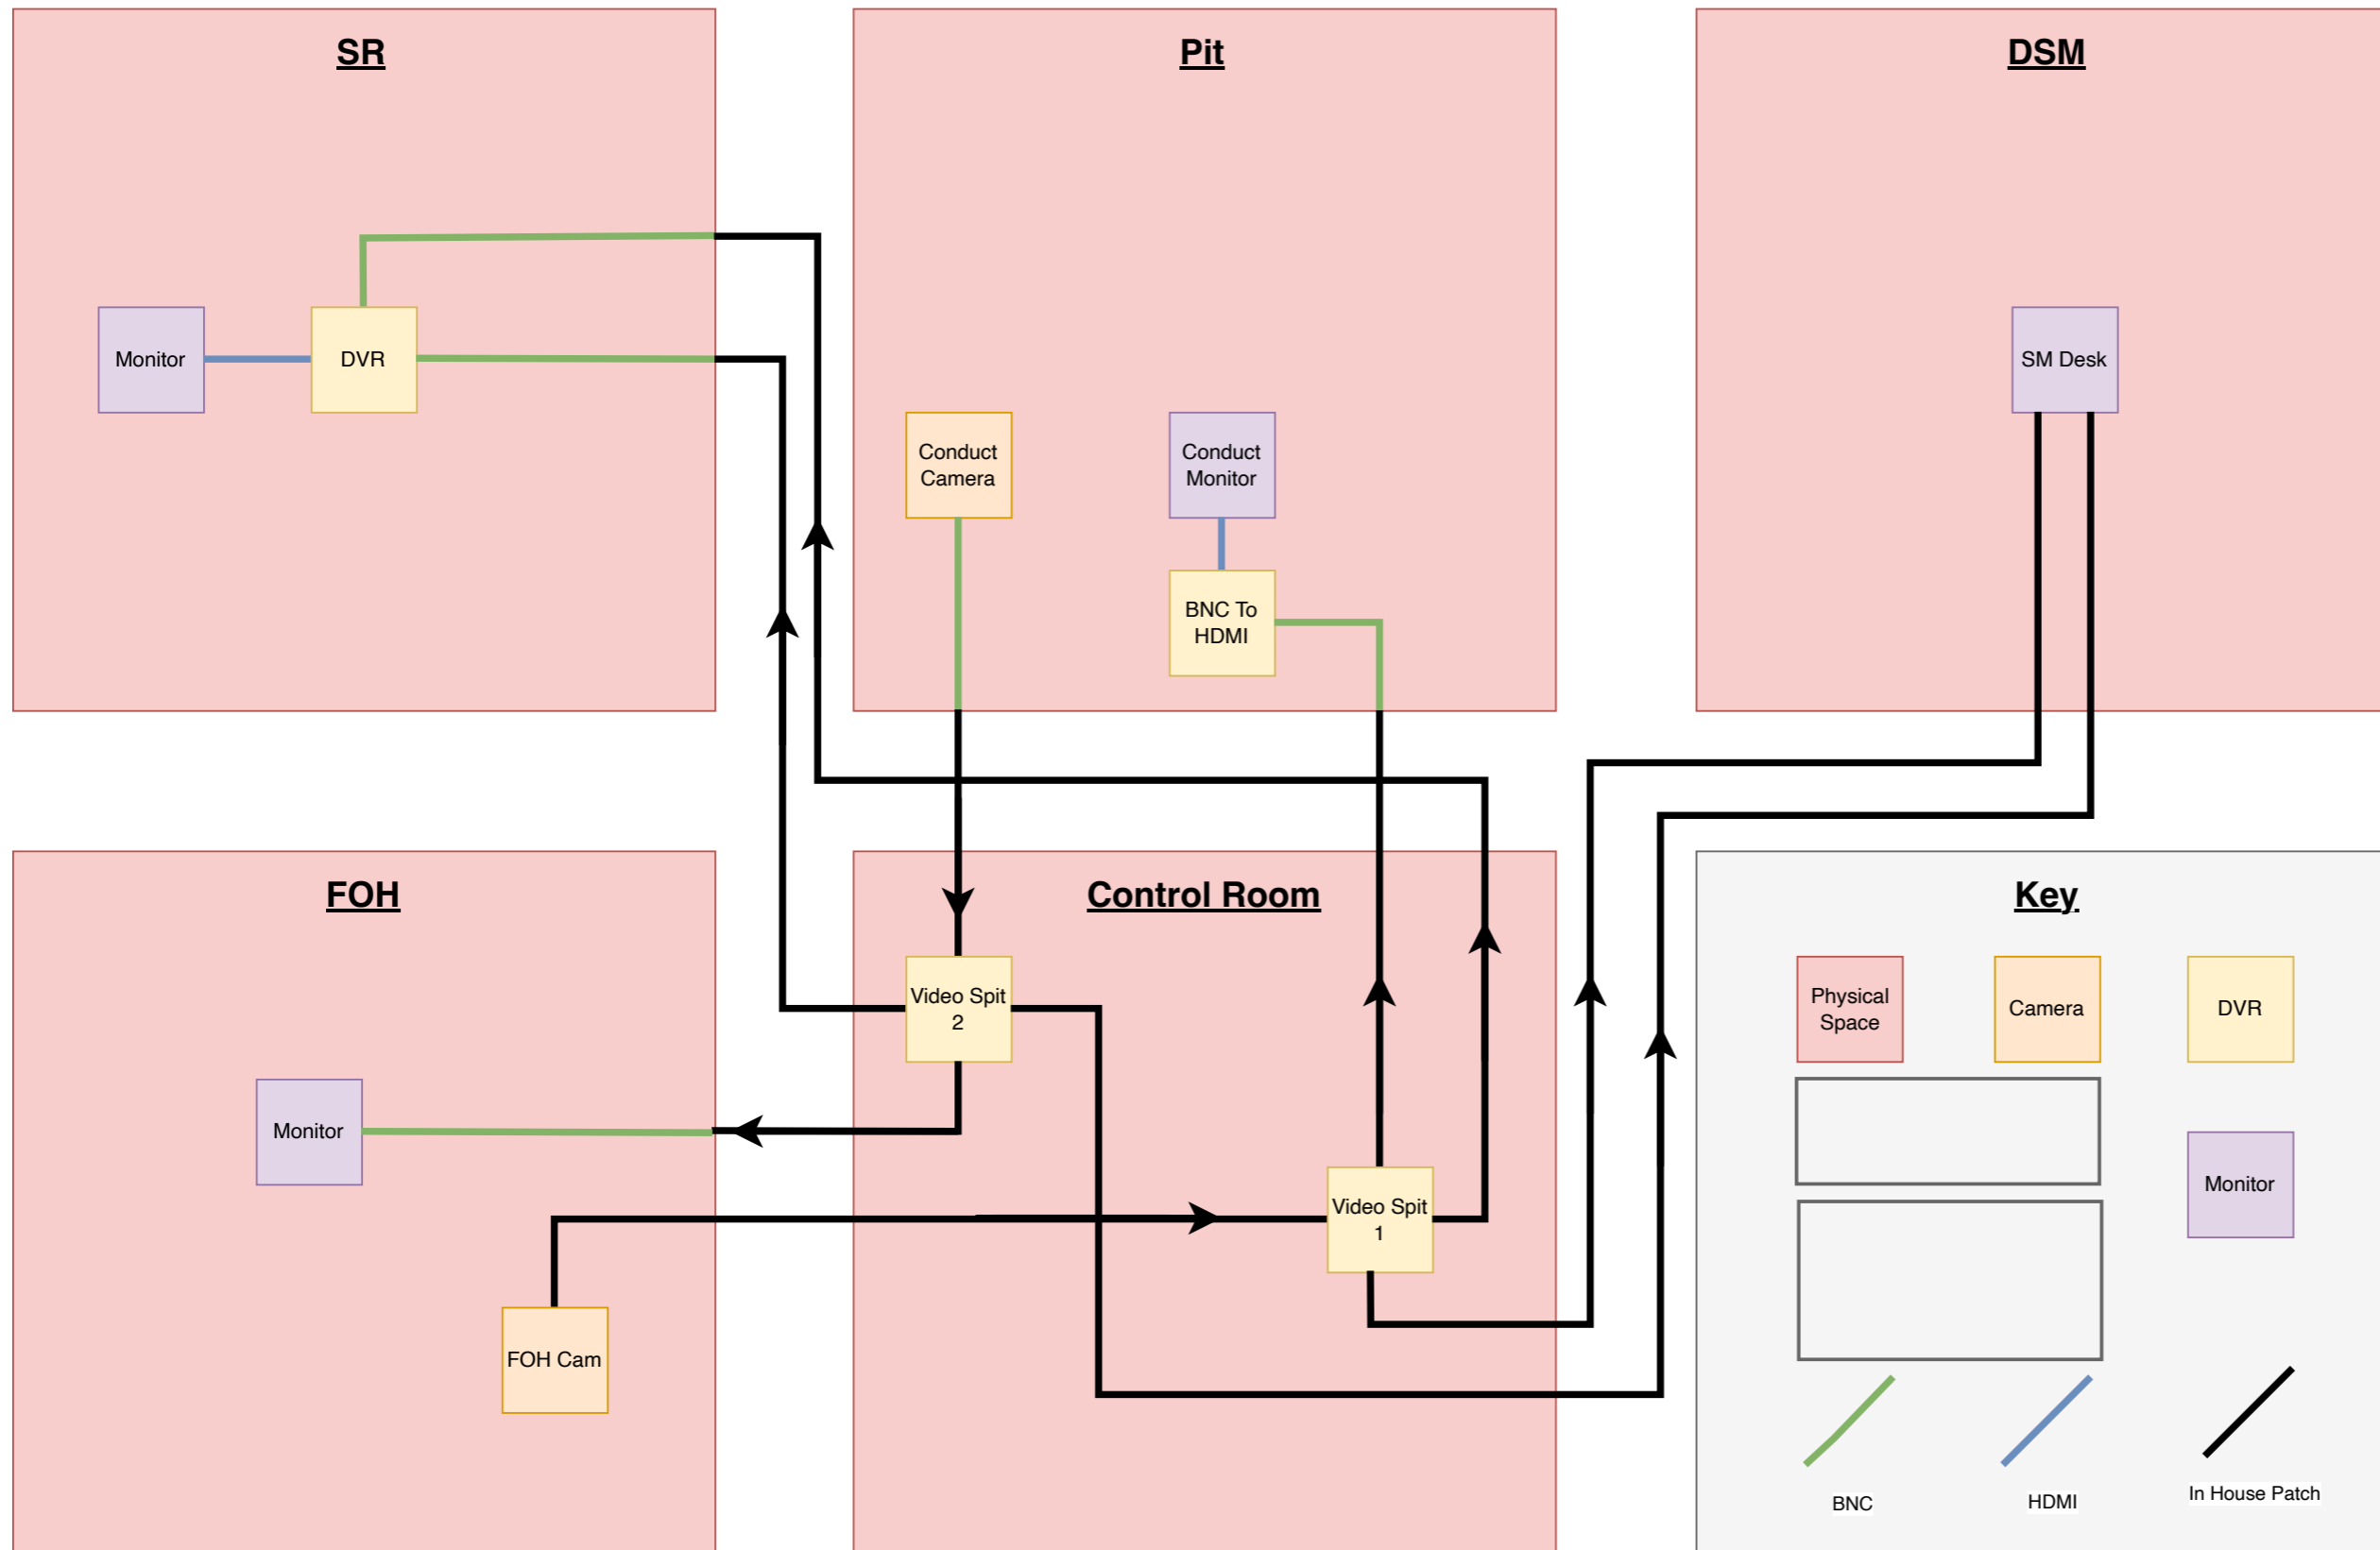 SR
Pit
DSM
Monitor
DVR
SM Desk
Conduct
Camera
Conduct
Monitor
BNC To
HDMI
FOH
Control Room
Key
Video Spit
2
Physical
Space
Camera
DVR
Monitor
Monitor
Video Spit
1
FOH Cam
BNC
HDMI
In House Patch